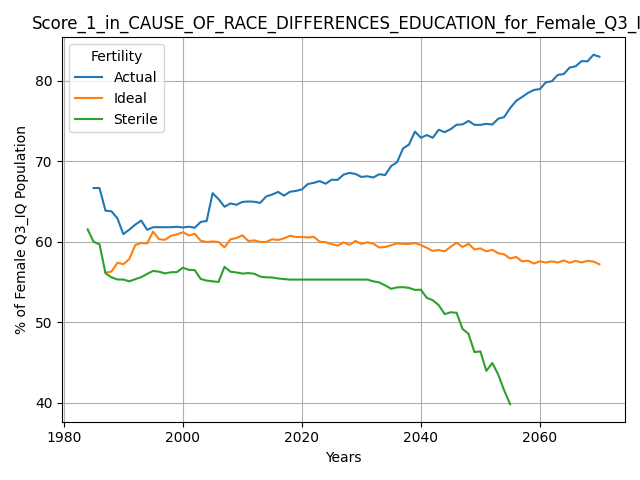 Score_1_in_CAUSE_OF_RACE_DIFFERENCES_EDUCATION_for_Female_Q3_I
Fertility
Actual
Ideal
Sterile
% of Female Q3_IQ Population
80
70
60
50
40
1980
2000
2020
2040
2060
Years